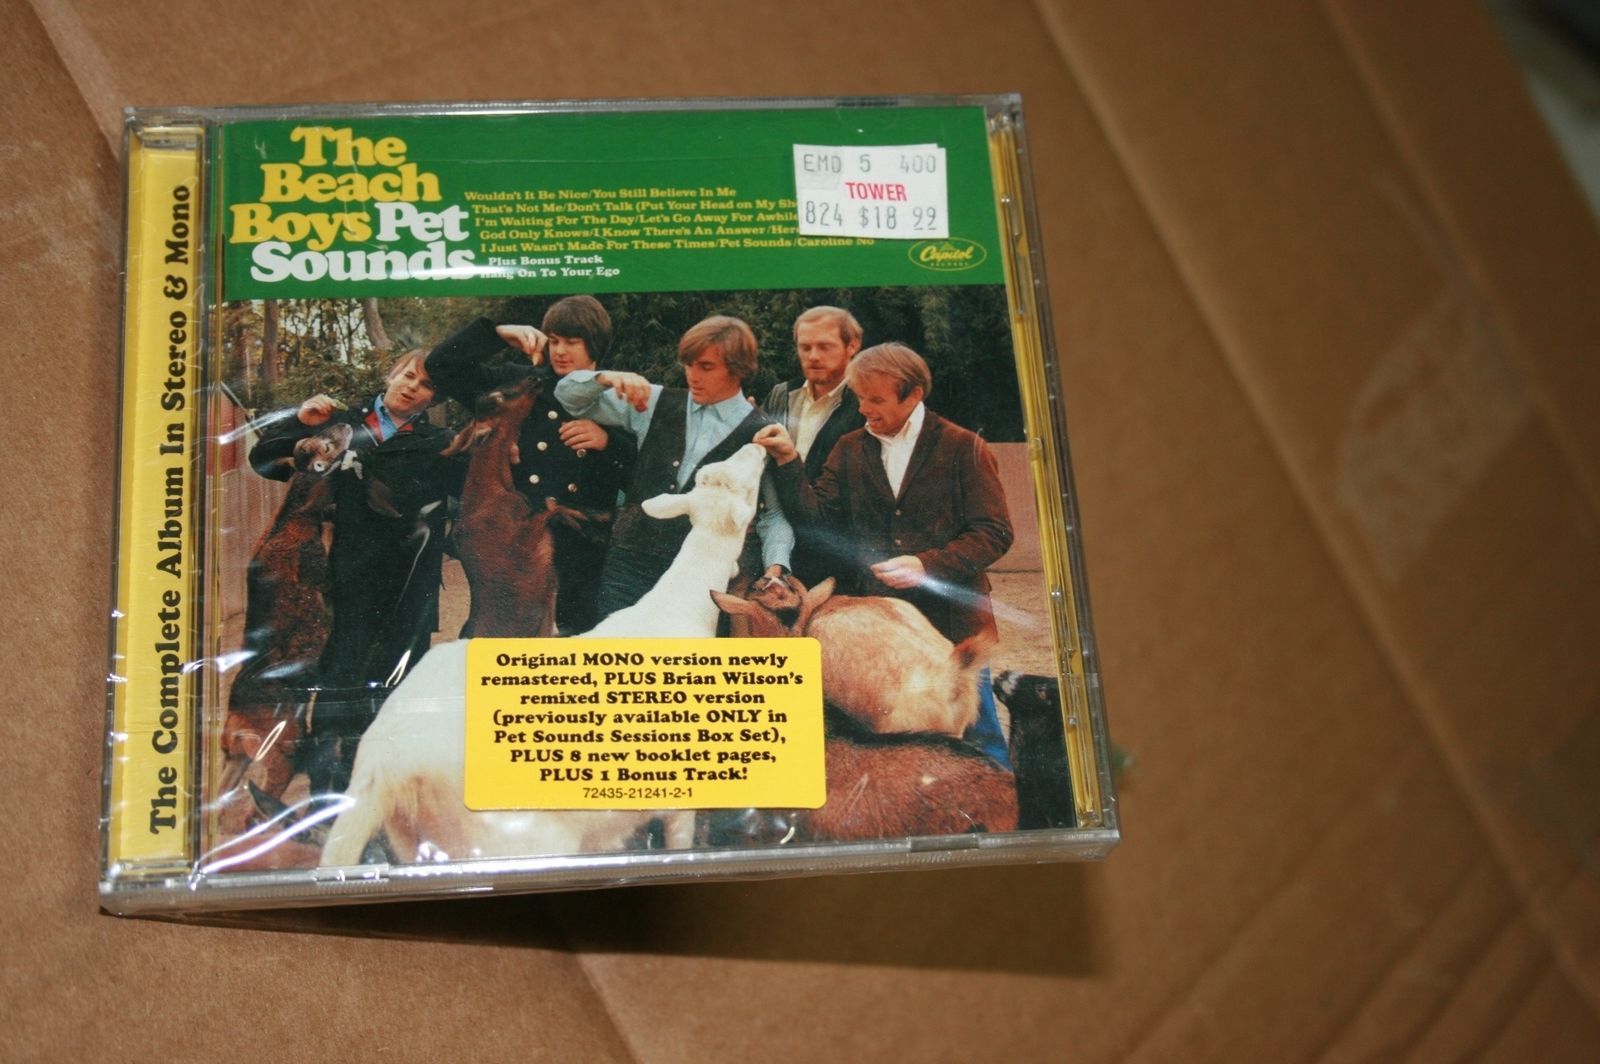 The
Beach
Boys Pet
Sounds
Wouldn't It Be Nice/You Still Believe In Me
That's Not Me/Don't Talk (Put Your Head on My
I'm Waiting For The Day/Let's Go Away For Awhile
God Only Knows/I Know There's An Answer/
I Just Wasn't Made For These Times/Pet Sounds/Caroline No
Plus Bonus Track
Hang On To Your Ego
EMD 5 400
TOWER
824 $18 99
Capitol
RECORDS
The Complete Album In Stereo & Mono
Original MONO version newly
remastered, PLUS Brian Wilson's
remixed STEREO version
(previously available ONLY in
Pet Sounds Sessions Box Set),
PLUS 8 new booklet pages,
PLUS 1 Bonus Track!
72435-21241-2-1